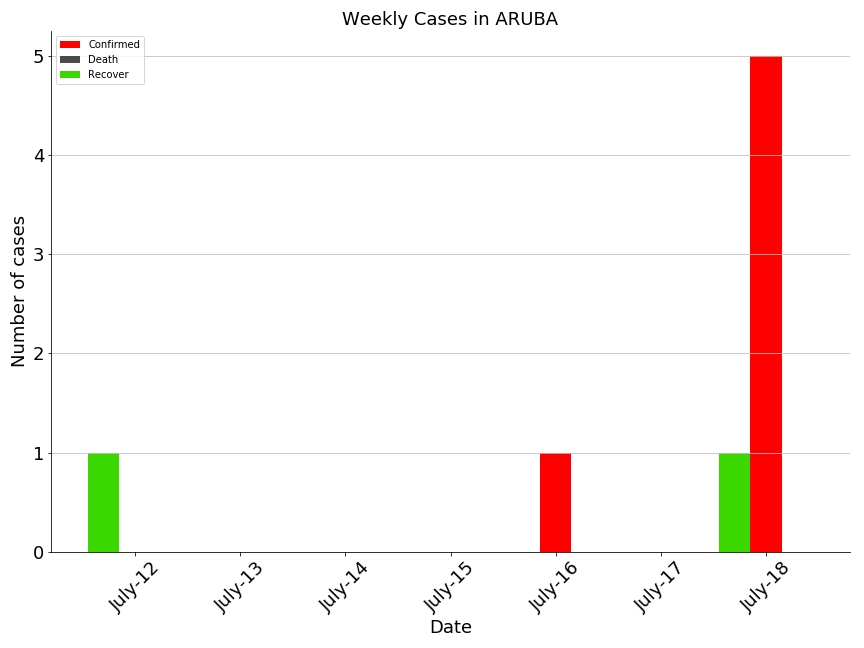 Weekly Cases in ARUBA
Confirmed
Death
Recover
Number of cases
5
4
3
2
1
0
July-12
July-13
July-14
July-15
July-16
July-17
July-18
Date